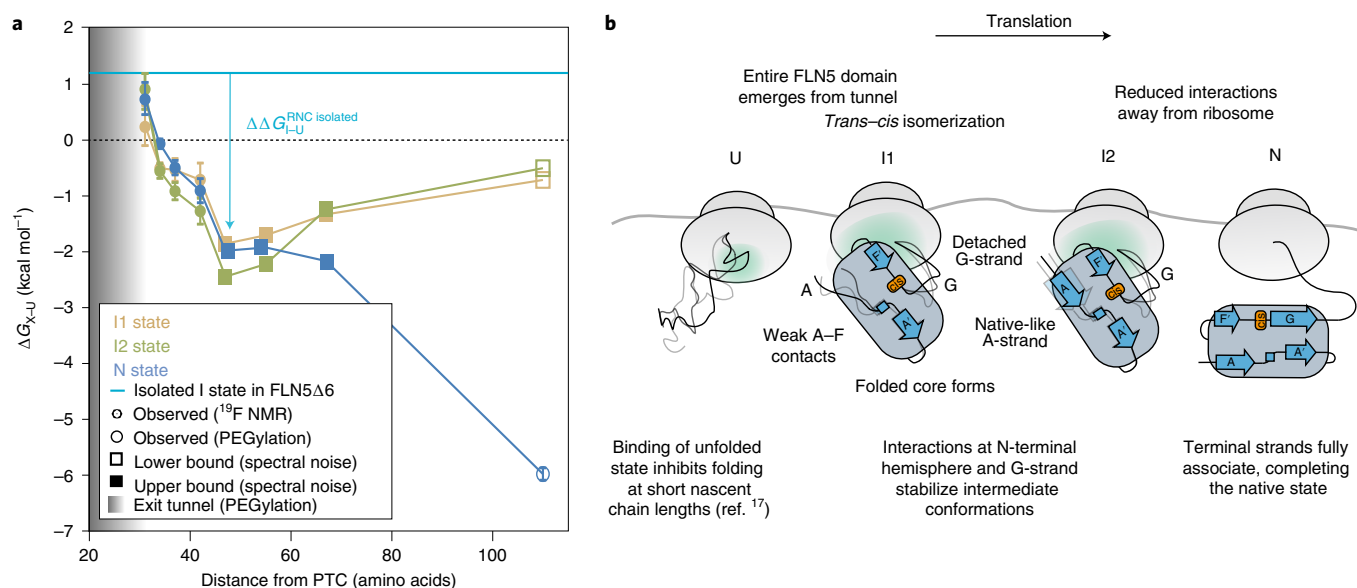 a
2
1
0
–1
–2
–3
–4
–5
–6
–7
ΔG_X–U (kcal mol⁻¹)
ΔΔG_I–U^RNC isolated
I1 state
I2 state
N state
Isolated I state in FLN5Δ6
Observed (¹⁹F NMR)
Observed (PEGylation)
Lower bound (spectral noise)
Upper bound (spectral noise)
Exit tunnel (PEGylation)
20 40 60 80 100
Distance from PTC (amino acids)
b
Translation
Entire FLN5 domain
emerges from tunnel
Trans–cis isomerization
Reduced interactions
away from ribosome
U I1 I2 N
Detached
G-strand
A F′ cis A′ G
Weak A–F
contacts
Native-like
A-strand
A F′ cis A′ G
F′ cis G
A A′
Folded core forms
Binding of unfolded
state inhibits folding
at short nascent
chain lengths (ref. ¹⁷)
Interactions at N-terminal
hemisphere and G-strand
stabilize intermediate
conformations
Terminal strands fully
associate, completing
the native state